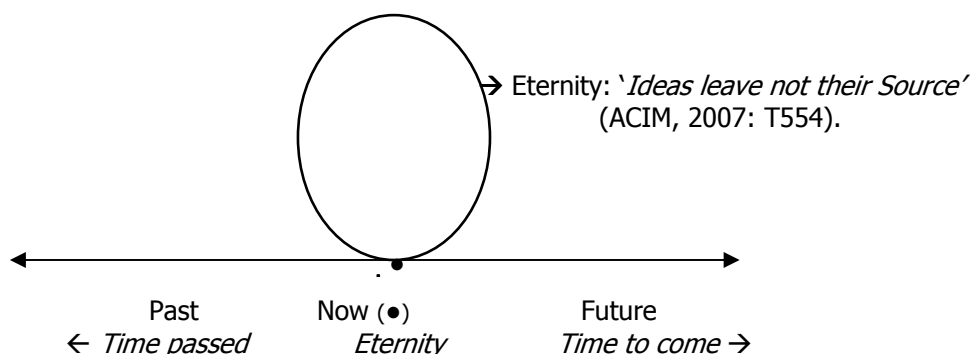 → Eternity: ‘Ideas leave not their Source’
(ACIM, 2007: T554).
Past Now (●) Future
← Time passed Eternity Time to come →